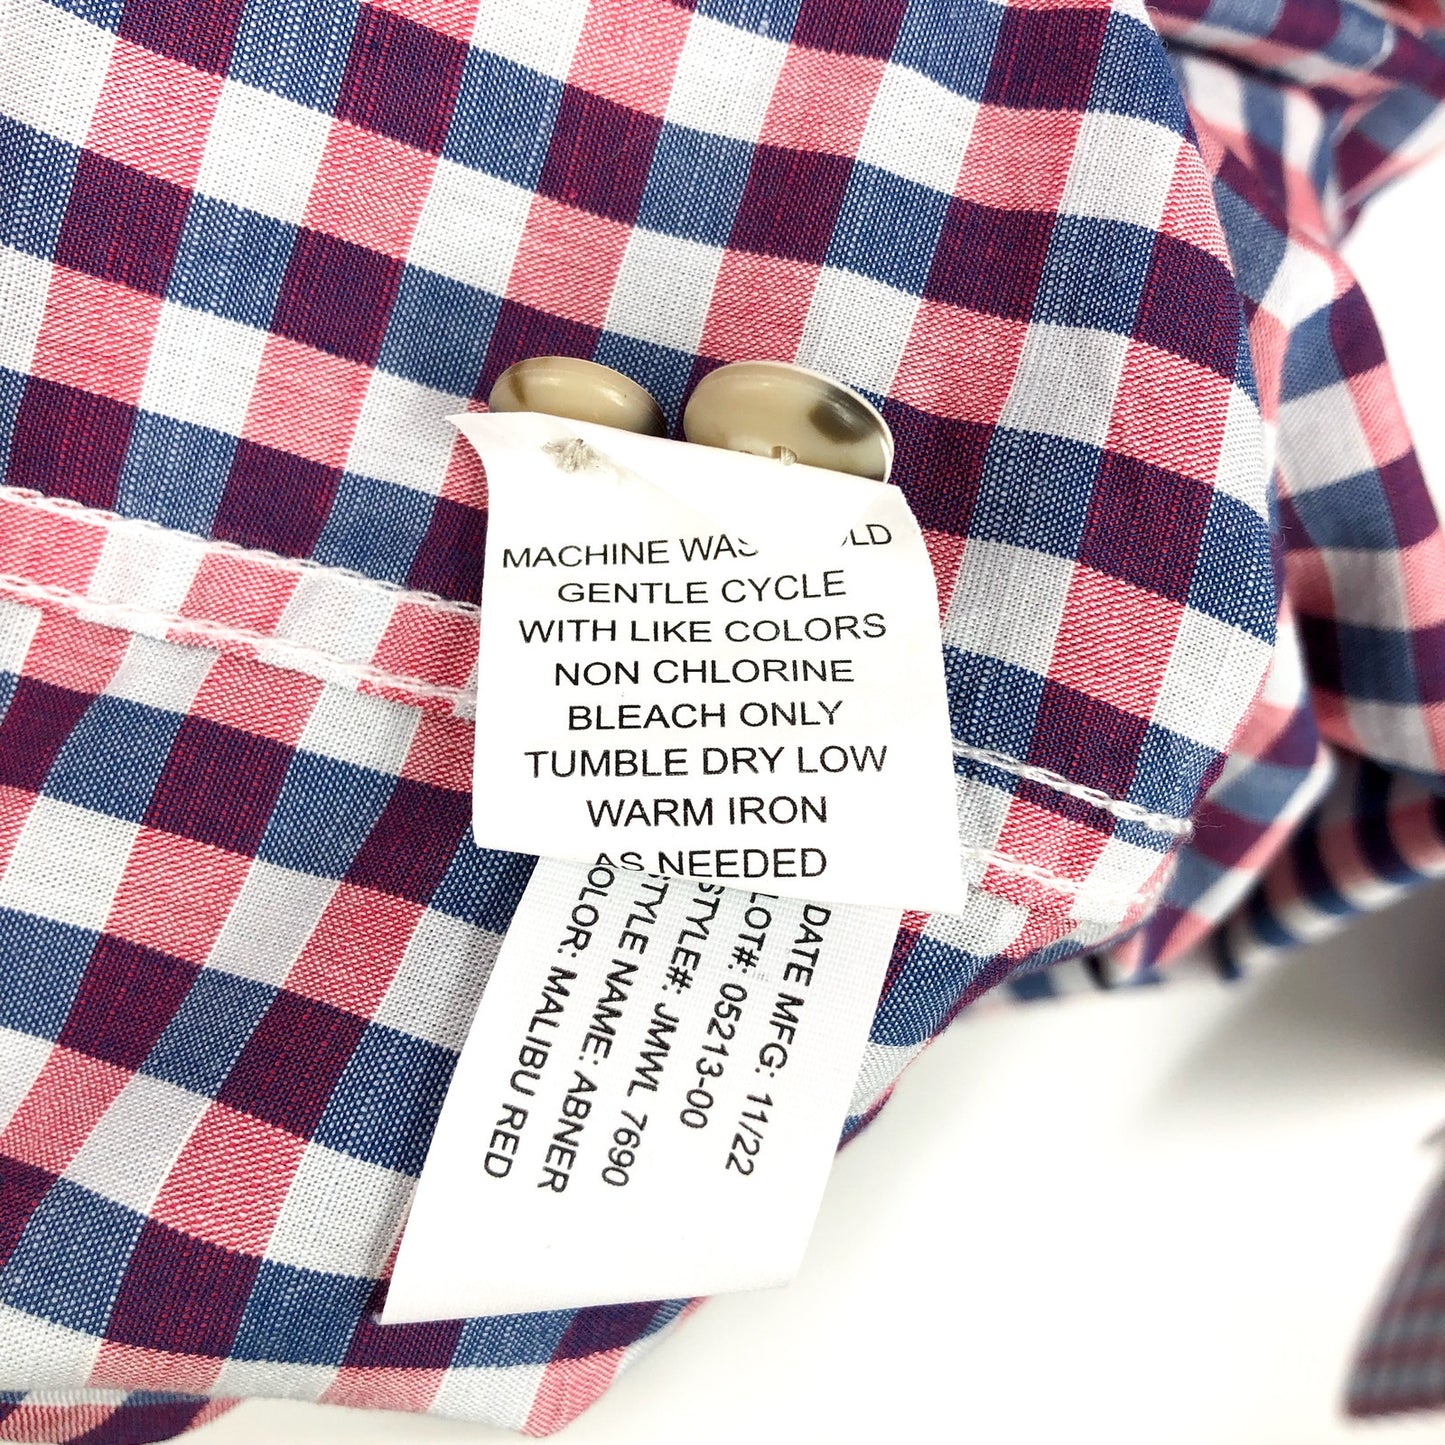 MACHINE
GENTLE CYCLE
WITH LIKE COLORS
NON CHLORINE
BLEACH ONLY
TUMBLE DRY LOW
WARM IRON
AS NEEDED
DATE MFG: 11/22
LOT#: 05213-00
STYLE#: JMWL 7690
STYLE NAME: ABNER
COLOR: MALIBU RED